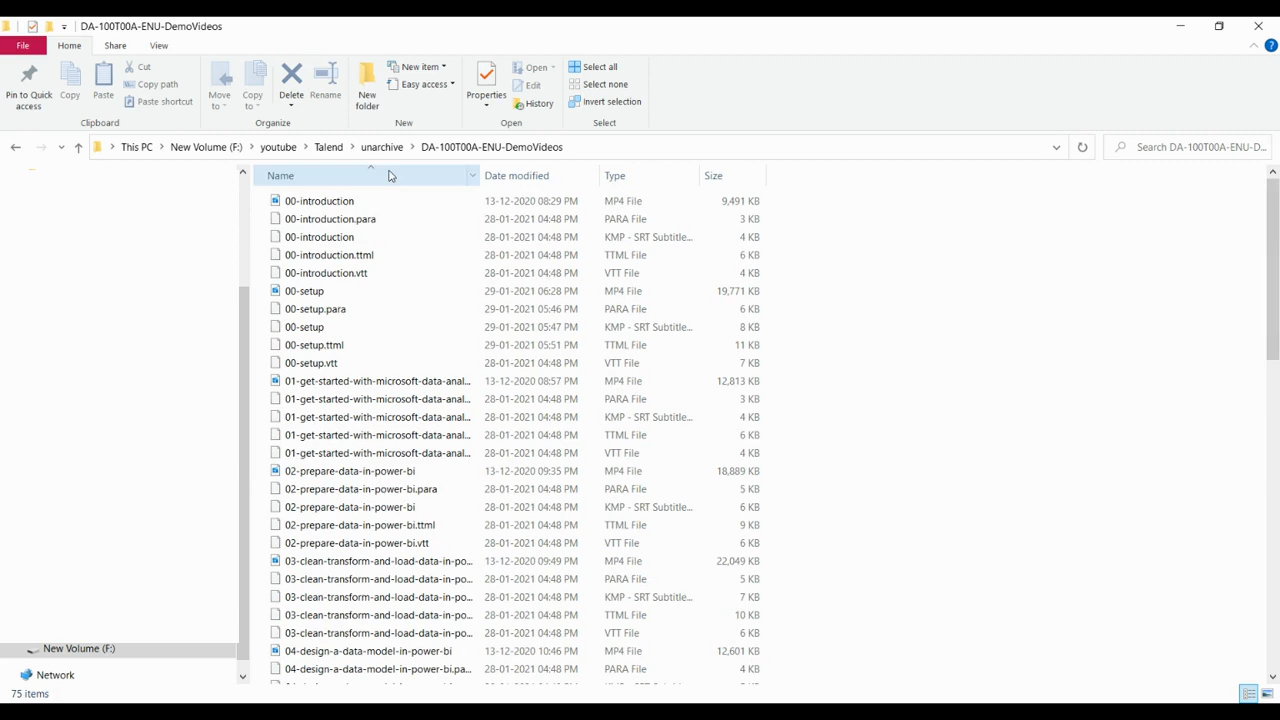 DA-100T00A-ENU-DemoVideos
File Home Share View
Pin to Quick access
Copy
Paste
Cut
Copy path
Paste shortcut
Clipboard
Move to
Copy to
Delete
Rename
Organize
New folder
New item
Easy access
New
Properties
Open
Edit
History
Open
Select all
Select none
Invert selection
Select
This PC > New Volume (F:) > youtube > Talend > unarchive > DA-100T00A-ENU-DemoVideos
Search DA-100T00A-ENU-D...
Name Date modified Type Size
00-introduction 13-12-2020 08:29 PM MP4 File 9,491 KB
00-introduction.para 28-01-2021 04:48 PM PARA File 3 KB
00-introduction 28-01-2021 04:48 PM KMP - SRT Subtitle... 4 KB
00-introduction.ttml 28-01-2021 04:48 PM TTML File 6 KB
00-introduction.vtt 28-01-2021 04:48 PM VTT File 4 KB
00-setup 29-01-2021 06:28 PM MP4 File 19,771 KB
00-setup.para 29-01-2021 05:46 PM PARA File 6 KB
00-setup 29-01-2021 05:47 PM KMP - SRT Subtitle... 8 KB
00-setup.ttml 29-01-2021 05:51 PM TTML File 11 KB
00-setup.vtt 28-01-2021 04:48 PM VTT File 7 KB
01-get-started-with-microsoft-data-anal... 13-12-2020 08:57 PM MP4 File 12,813 KB
01-get-started-with-microsoft-data-anal... 28-01-2021 04:48 PM PARA File 3 KB
01-get-started-with-microsoft-data-anal... 28-01-2021 04:48 PM KMP - SRT Subtitle... 4 KB
01-get-started-with-microsoft-data-anal... 28-01-2021 04:48 PM TTML File 6 KB
01-get-started-with-microsoft-data-anal... 28-01-2021 04:48 PM VTT File 4 KB
02-prepare-data-in-power-bi 13-12-2020 09:35 PM MP4 File 18,889 KB
02-prepare-data-in-power-bi.para 28-01-2021 04:48 PM PARA File 5 KB
02-prepare-data-in-power-bi 28-01-2021 04:48 PM KMP - SRT Subtitle... 6 KB
02-prepare-data-in-power-bi.ttml 28-01-2021 04:48 PM TTML File 9 KB
02-prepare-data-in-power-bi.vtt 28-01-2021 04:48 PM VTT File 6 KB
03-clean-transform-and-load-data-in-po... 13-12-2020 09:49 PM MP4 File 22,049 KB
03-clean-transform-and-load-data-in-po... 28-01-2021 04:48 PM PARA File 5 KB
03-clean-transform-and-load-data-in-po... 28-01-2021 04:48 PM KMP - SRT Subtitle... 7 KB
03-clean-transform-and-load-data-in-po... 28-01-2021 04:48 PM TTML File 10 KB
03-clean-transform-and-load-data-in-po... 28-01-2021 04:48 PM VTT File 6 KB
04-design-a-data-model-in-power-bi 13-12-2020 10:46 PM MP4 File 12,601 KB
04-design-a-data-model-in-power-bi.pa... 28-01-2021 04:48 PM PARA File 4 KB
New Volume (F:)
Network
75 items